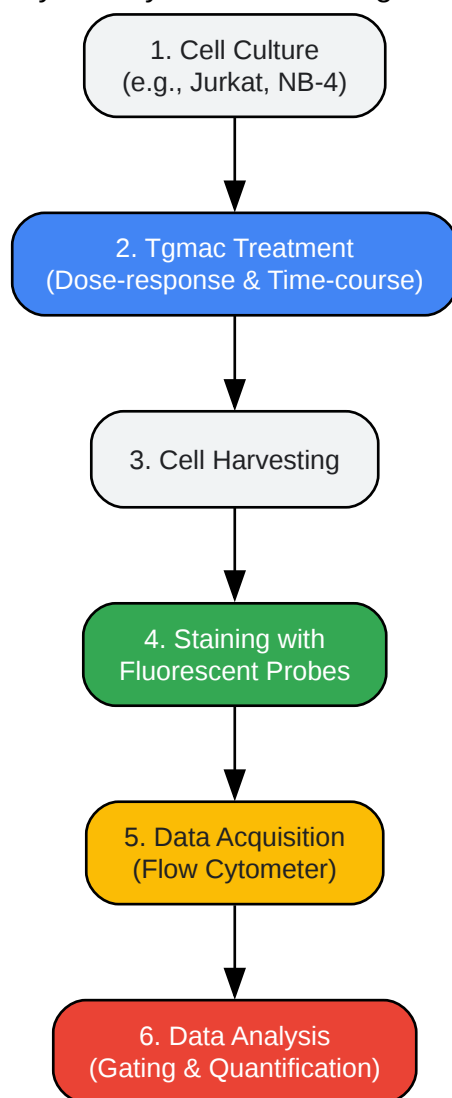 1. Cell Culture
(e.g., Jurkat, NB-4)
2. Tgmac Treatment
(Dose-response & Time-course)
3. Cell Harvesting
4. Staining with
Fluorescent Probes
5. Data Acquisition
(Flow Cytometer)
6. Data Analysis
(Gating & Quantification)